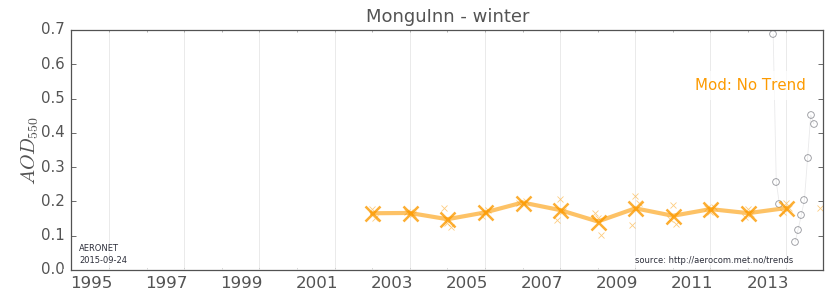 MonguInn - winter
0.7
0.6
0.5
0.4
0.3
0.2
0.1
0.0
AOD550
Mod: No Trend
AERONET
2015-09-24
source: http://aerocom.met.no/trends
1995 1997 1999 2001 2003 2005 2007 2009 2011 2013